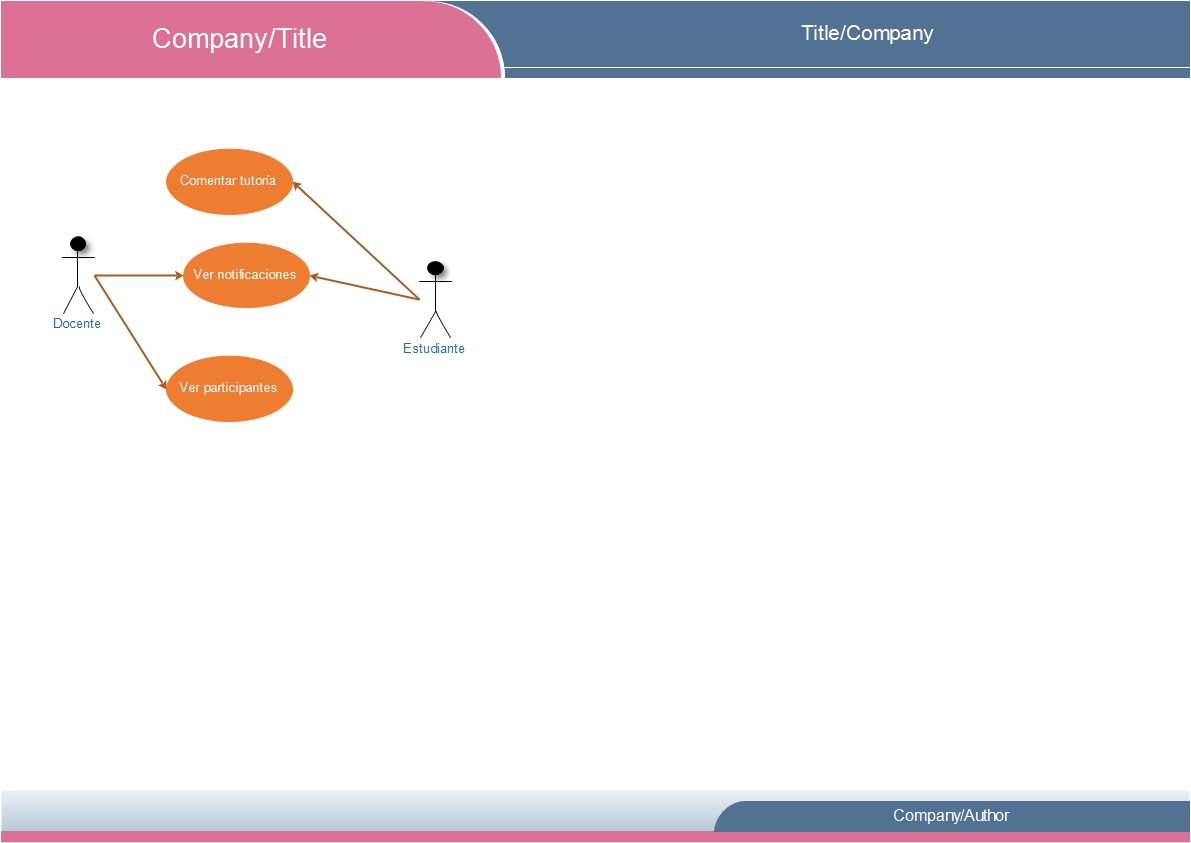 Company/Title
Title/Company
Comentar tutoría
Ver notificaciones
Docente
Estudiante
Ver participantes
Company/Author